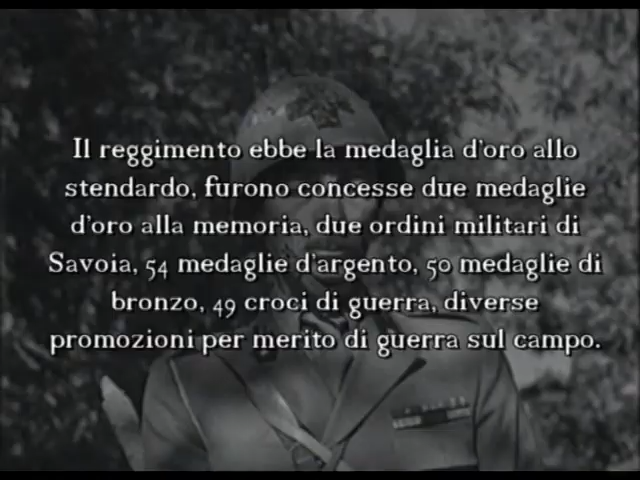 Il reggimento ebbe la medaglia d'oro allo
stendardo, furono concesse due medaglie
d'oro alla memoria, due ordini militari di
Savoia, 54 medaglie d'argento, 50 medaglie di
bronzo, 49 croci di guerra, diverse
promozioni per merito di guerra sul campo.